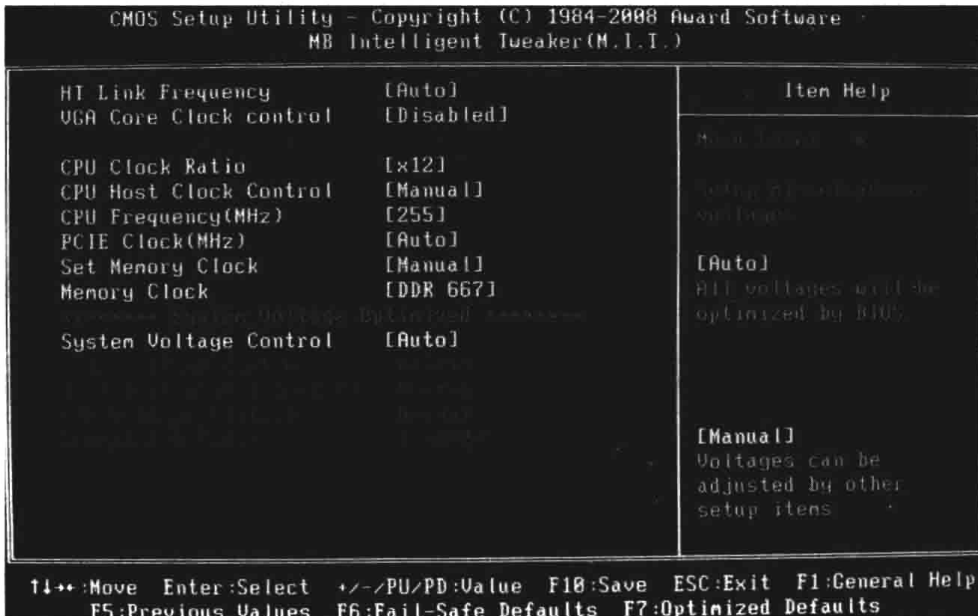 CMOS Setup Utility - Copyright (C) 1984-2008 Award Software
MB Intelligent Tweaker(M.I.T.)
HT Link Frequency [Auto]
VGA Core Clock control [Disabled]
CPU Clock Ratio [x12]
CPU Host Clock Control [Manual]
CPU Frequency(MHz) [255]
PCIE Clock(MHz) [Auto]
Set Memory Clock [Manual]
Memory Clock [DDR 667]
******** System Voltage Optimized ********
System Voltage Control [Auto]
Item Help
[Auto]
All voltages will be
optimized by BIOS
[Manual]
Voltages can be
adjusted by other
setup items
↑↓→←:Move Enter:Select +/-/PU/PD:Value F10:Save ESC:Exit F1:General Help
F5:Previous Values F6:Fail-Safe Defaults F7:Optimized Defaults